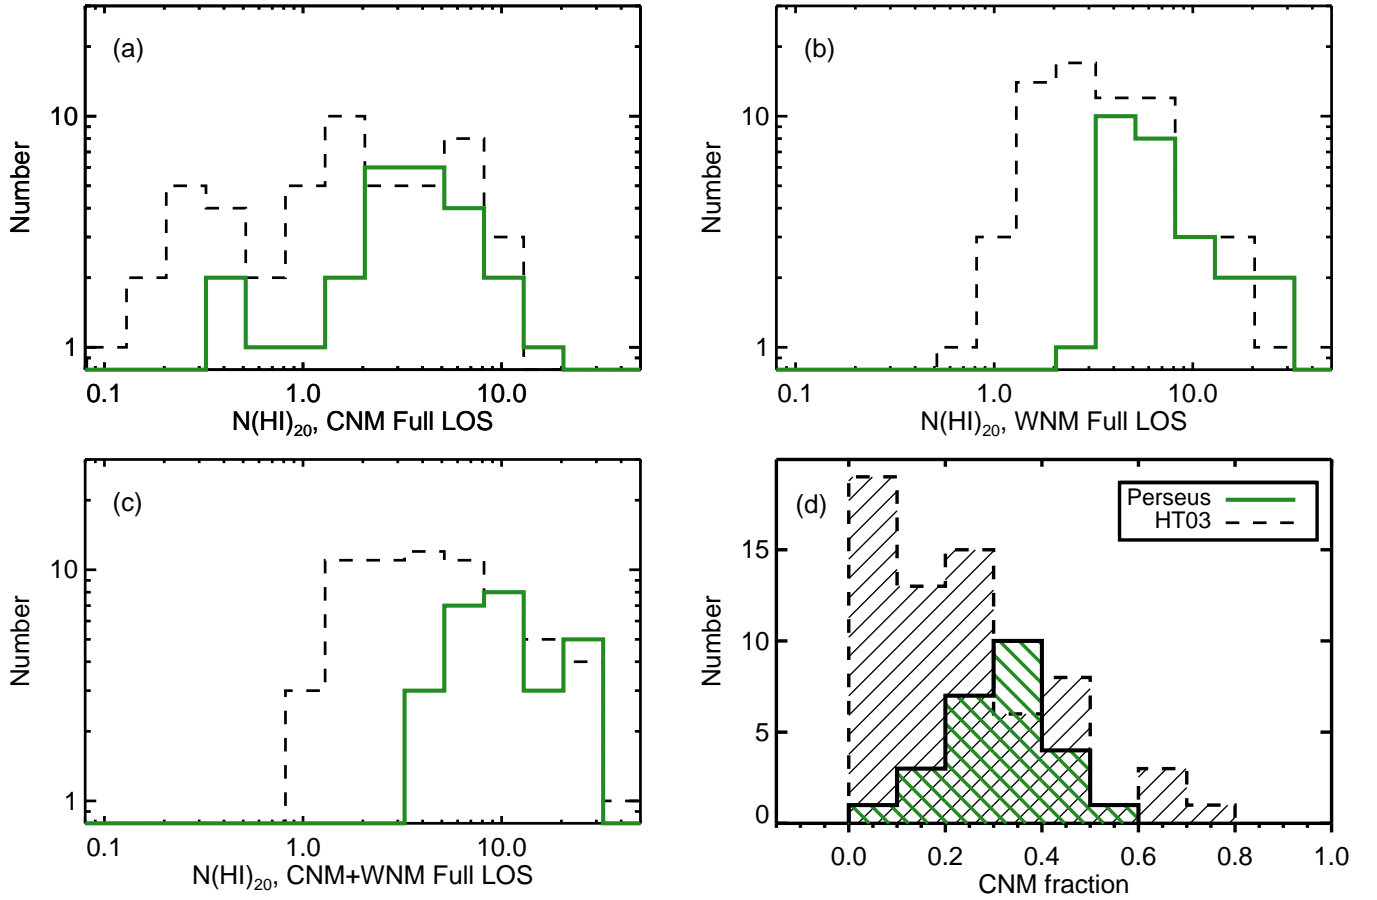 (a)
Number
10
1
0.1 1.0 10.0
N(HI)20, CNM Full LOS
(b)
Number
10
1
0.1 1.0 10.0
N(HI)20, WNM Full LOS
(c)
Number
10
1
0.1 1.0 10.0
N(HI)20, CNM+WNM Full LOS
(d)
Perseus
HT03
Number
15
10
5
0
0.0 0.2 0.4 0.6 0.8 1.0
CNM fraction